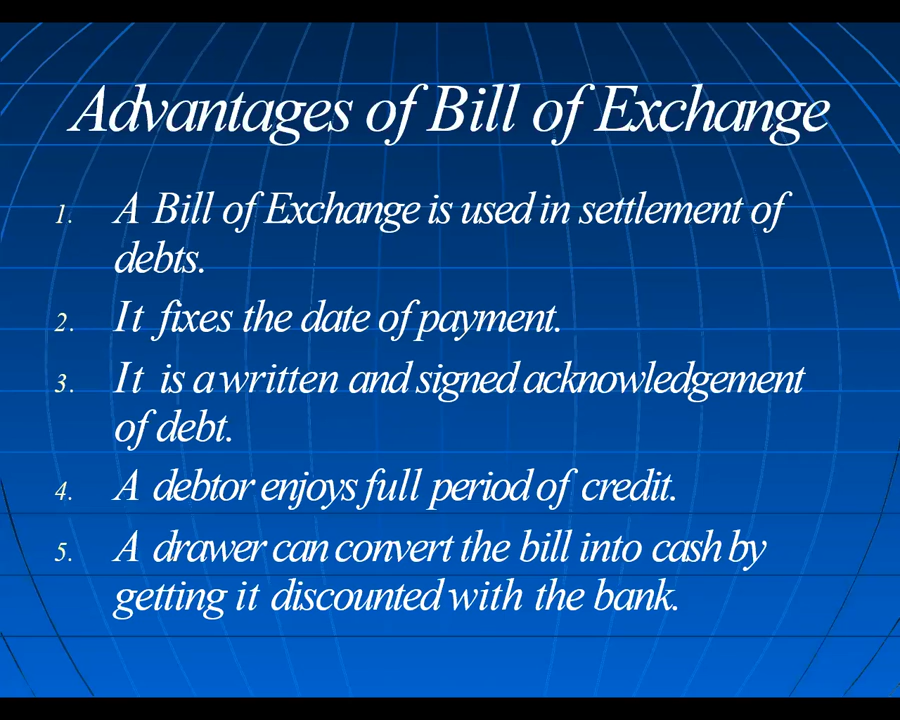 Advantages of Bill of Exchange
1. A Bill of Exchange is used in settlement of
debts.
2. It fixes the date of payment.
3. It is a written and signed acknowledgement
of debt.
4. A debtor enjoys full period of credit.
5. A drawer can convert the bill into cash by
getting it discounted with the bank.